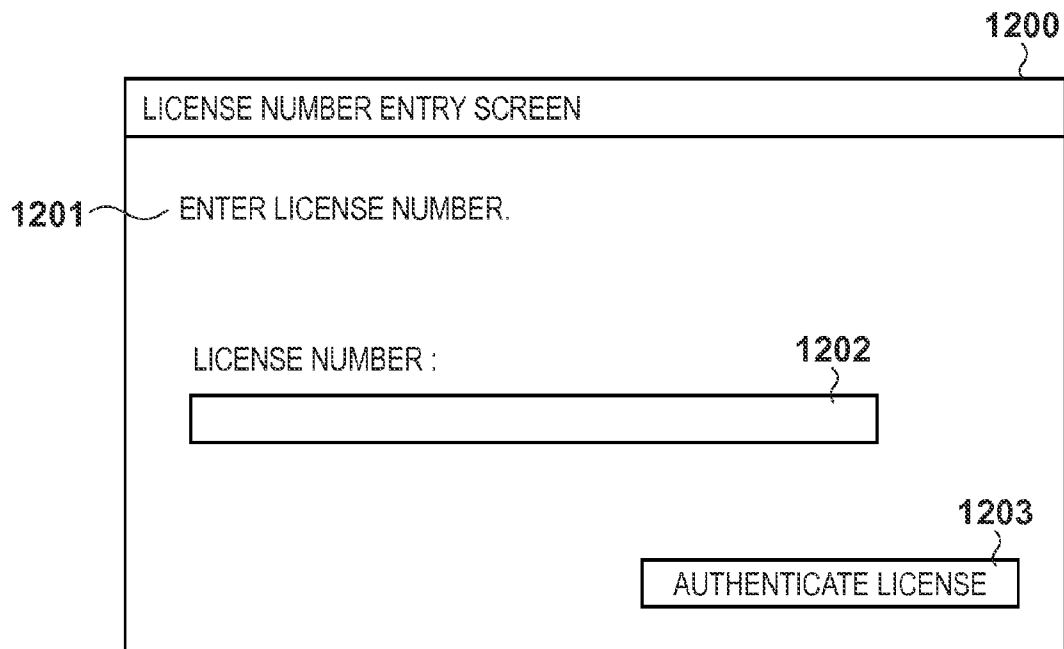 1200
LICENSE NUMBER ENTRY SCREEN
1201 ENTER LICENSE NUMBER.
LICENSE NUMBER :
1202
1203
AUTHENTICATE LICENSE